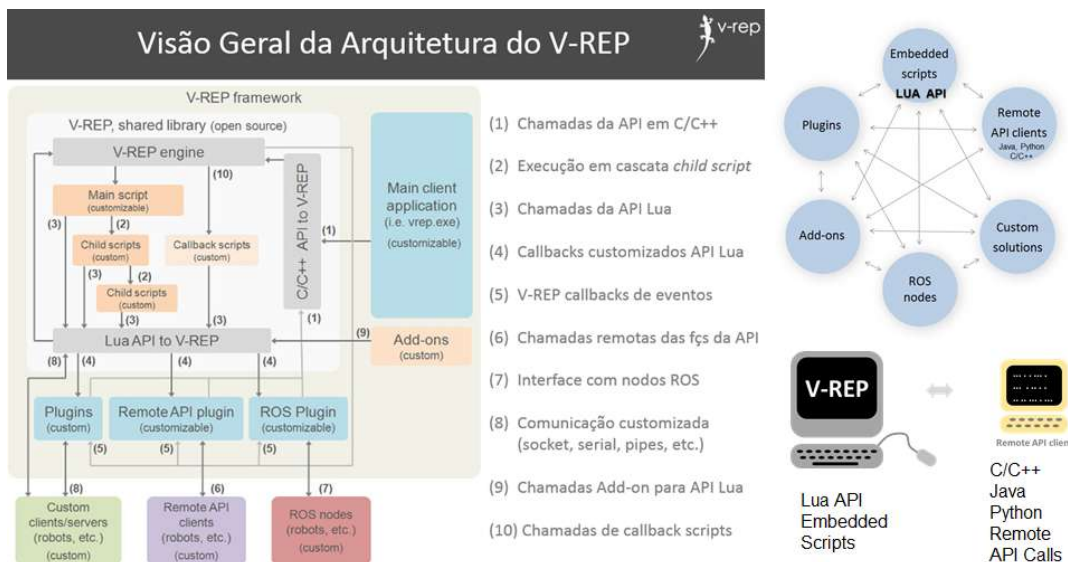 Visão Geral da Arquitetura do V-REP
v-rep
V-REP framework
V-REP, shared library (open source)
V-REP engine
(10)
Main script
(customizable)
(3)
(2)
Child scripts
(custom)
Callback scripts
(custom)
(3)
(2)
Child scripts
(custom)
(3)
(3)
Lua API to V-REP
C/C++ API to V-REP
(1)
(1)
Main client
application
(i.e. vrep.exe)
(customizable)
(9)
Add-ons
(custom)
(8)
(4)
(4)
(4)
Plugins
(custom)
Remote API plugin
(customizable)
ROS Plugin
(customizable)
(5)
(5)
(5)
(8)
(6)
(7)
Custom
clients/servers
(robots, etc.)
(custom)
Remote API
clients
(robots, etc.)
(custom)
ROS nodes
(robots, etc.)
(custom)
(1) Chamadas da API em C/C++
(2) Execução em cascata child script
(3) Chamadas da API Lua
(4) Callbacks customizados API Lua
(5) V-REP callbacks de eventos
(6) Chamadas remotas das fçs da API
(7) Interface com nodos ROS
(8) Comunicação customizada
(socket, serial, pipes, etc.)
(9) Chamadas Add-on para API Lua
(10) Chamadas de callback scripts
Embedded
scripts
LUA API
Plugins
Remote
API clients
Java, Python
C/C++
Add-ons
Custom
solutions
ROS
nodes
V-REP
Remote API client
Lua API
Embedded
Scripts
C/C++
Java
Python
Remote
API Calls